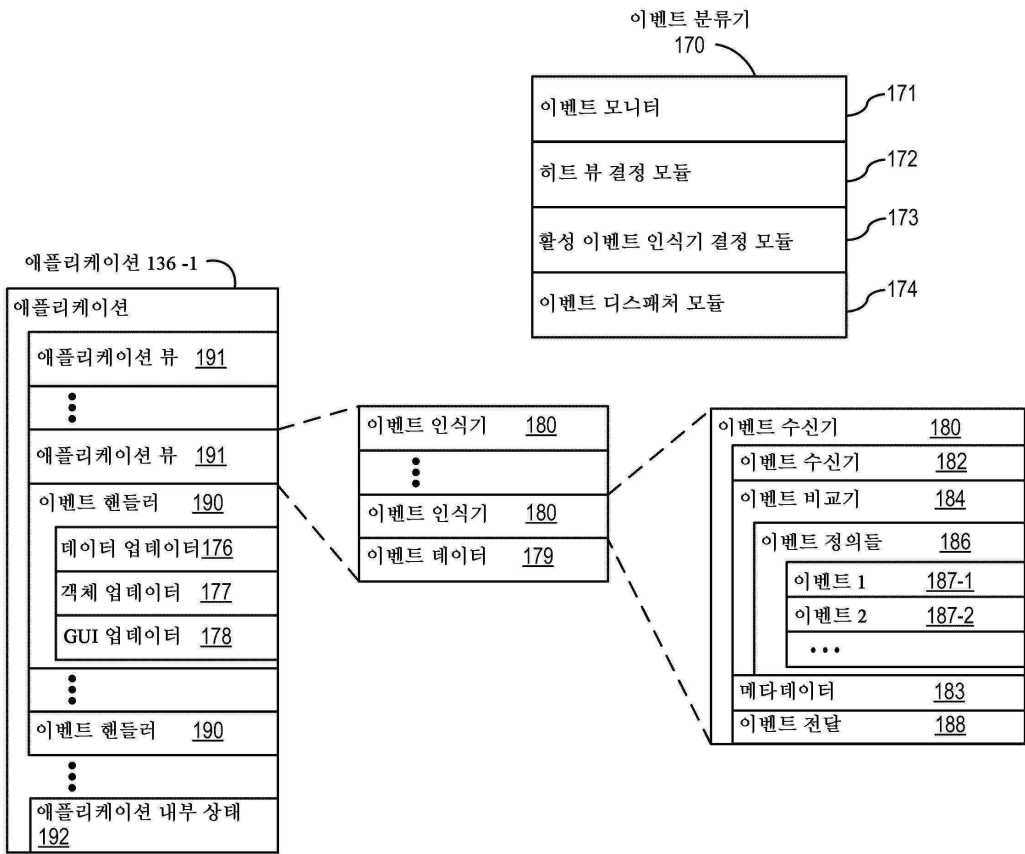 이벤트 분류기
170
이벤트 모니터
171
히트 뷰 결정 모듈
172
활성 이벤트 인식기 결정 모듈
173
이벤트 디스패처 모듈
174
애플리케이션 136 -1
애플리케이션
애플리케이션 뷰 191
애플리케이션 뷰 191
이벤트 핸들러 190
데이터 업데이터 176
객체 업데이터 177
GUI 업데이터 178
이벤트 핸들러 190
애플리케이션 내부 상태
192
이벤트 인식기 180
이벤트 인식기 180
이벤트 데이터 179
이벤트 수신기 180
이벤트 수신기 182
이벤트 비교기 184
이벤트 정의들 186
이벤트 1 187-1
이벤트 2 187-2
• • •
메타데이터 183
이벤트 전달 188